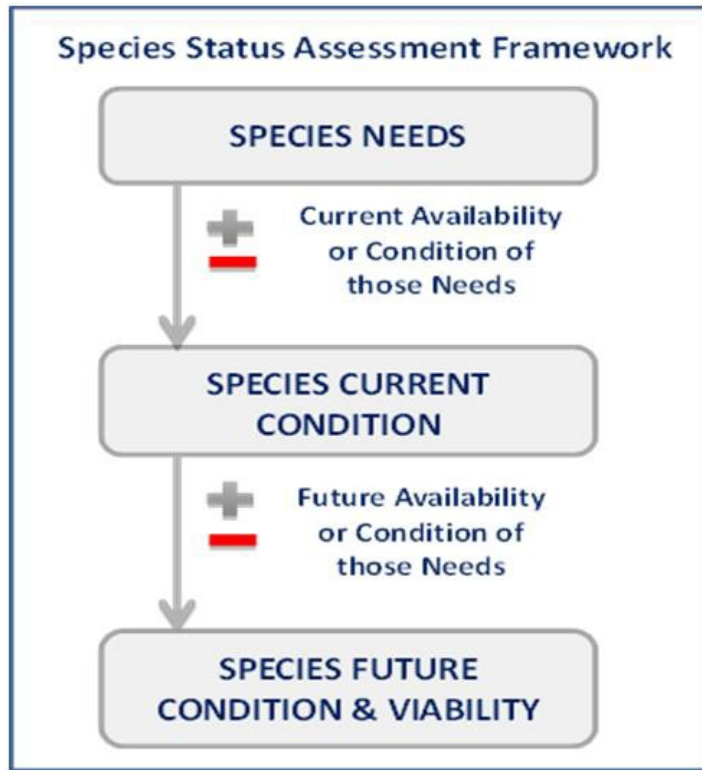 Species Status Assessment Framework
SPECIES NEEDS
Current Availability
or Condition of
those Needs
SPECIES CURRENT
CONDITION
Future Availability
or Condition of
those Needs
SPECIES FUTURE
CONDITION & VIABILITY